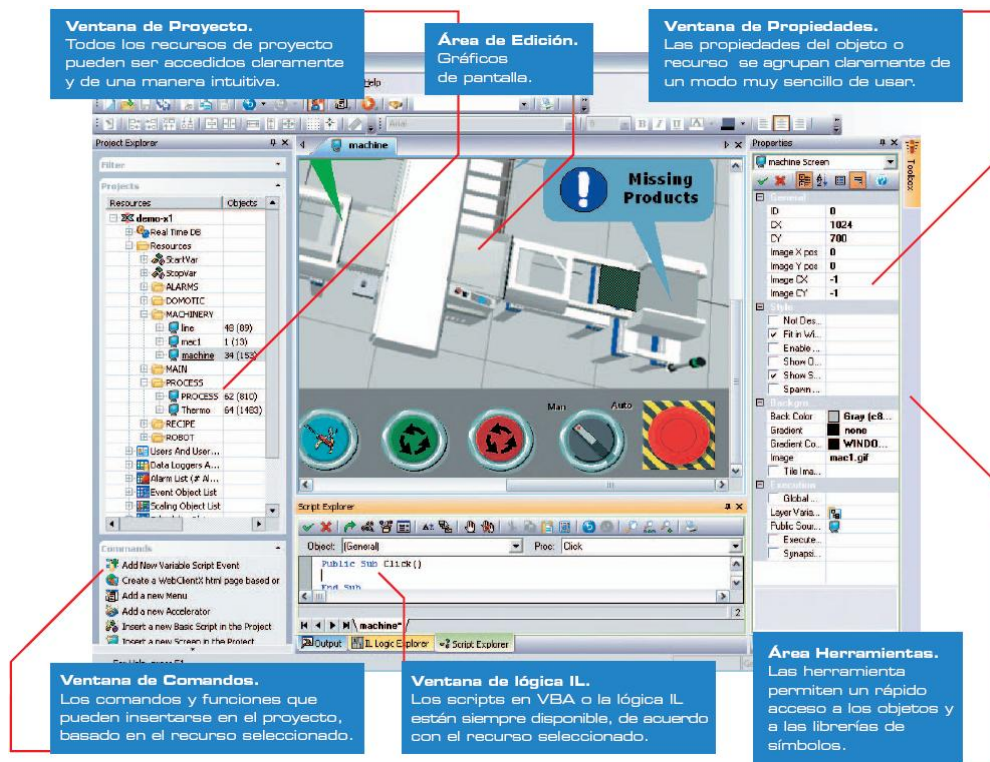 Ventana de Proyecto.
Todos los recursos de proyecto
pueden ser accedidos claramente
y de una manera intuitiva.
Área de Edición.
Gráficos
de pantalla.
Ventana de Propiedades.
Las propiedades del objeto o
recurso se agrupan claramente de
un modo muy sencillo de usar.
Help
Arial
9
Project Explorer
Filter
Projects
Resources Objects
demo-x1
Real Time DB
Resources
StartVar
StopVar
ALARMS
DOMOTIC
MACHINERY
line 48 (89)
mec1 1 (13)
machine 34 (153)
MAIN
PROCESS
PROCESS 62 (810)
Thermo 64 (1483)
RECIPE
ROBOT
Users And User...
Data Loggers A...
Alarm List (# Al...
Event Object List
Scaling Object List
Commands
Add New Variable Script Event
Create a WebClientX html page based or
Add a new Menu
Add a new Accelerator
Insert a new Basic Script in the Project
Insert a new Screen in the Project
machine
Missing
Products
Man Auto
Script Explorer
Object: (General) Proc: Click
Public Sub Click()
End Sub
2
machine*
Output IL Logic Explorer Script Explorer
Properties
machine Screen
General
ID 0
CX 1024
CY 700
Image X pos 0
Image Y pos 0
Image CX -1
Image CY -1
Style
Not Des...
Fit in Wi...
Enable ...
Show O...
Show S...
Spawn ...
Backgro...
Back Color Gray (c8...
Gradient none
Gradient Co... WINDO...
Image mac1.gif
Tile Ima...
Execution
Global ...
Layer Varia...
Public Sour...
Execute...
Synapsi...
Toolbox
Ventana de Comandos.
Los comandos y funciones que
pueden insertarse en el proyecto,
basado en el recurso seleccionado.
Ventana de lógica IL.
Los scripts en VBA o la lógica IL
están siempre disponible, de acuerdo
con el recurso seleccionado.
Área Herramientas.
Las herramienta
permiten un rápido
acceso a los objetos y
a las librerías de
símbolos.